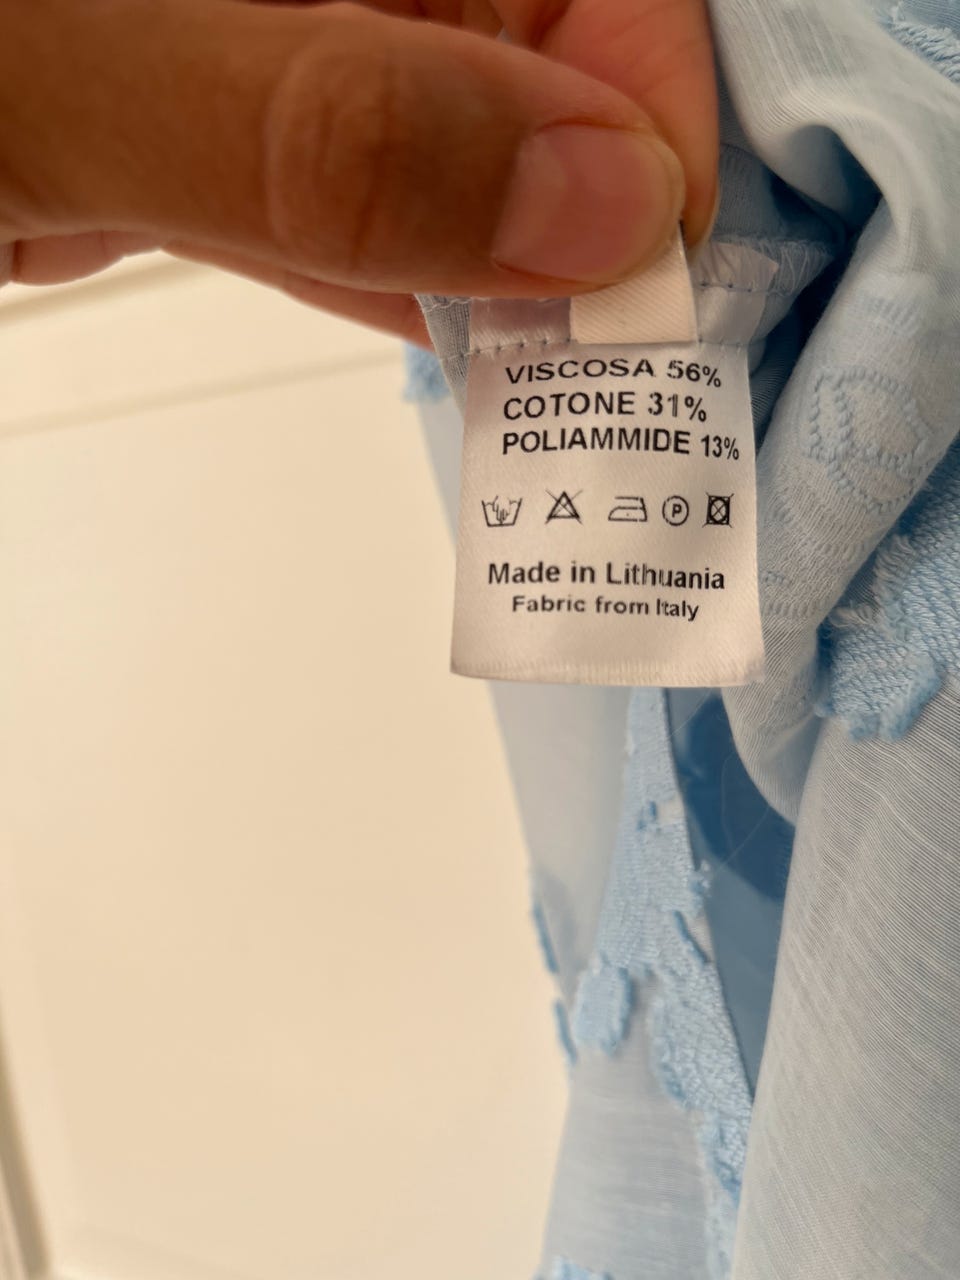 VISCOSA 56%
COTONE 31%
POLIAMMIDE 13%
P
Made in Lithuania
Fabric from Italy